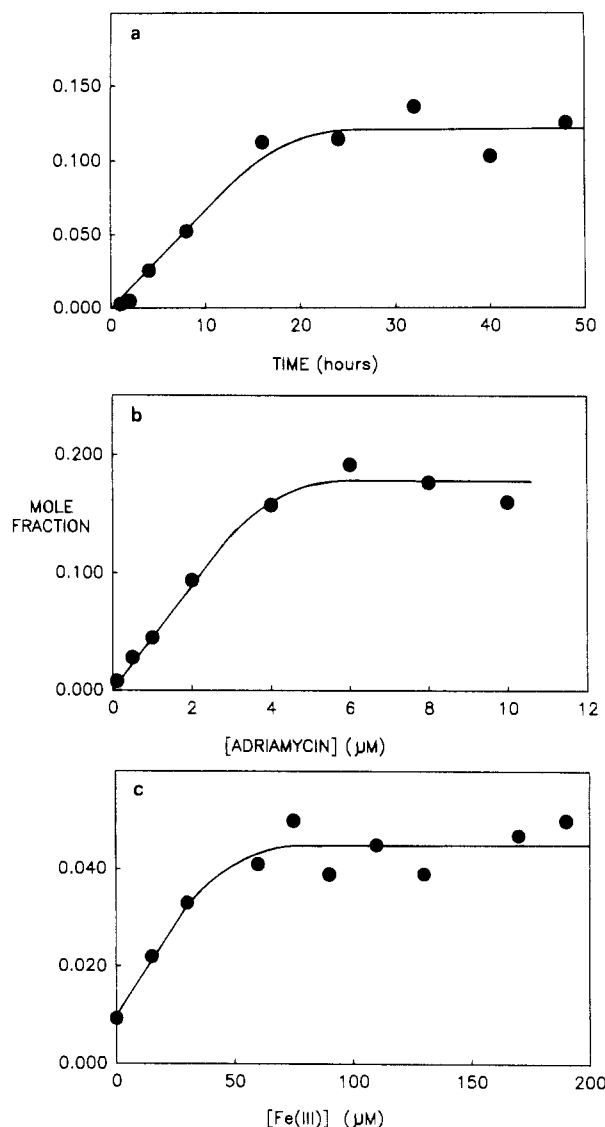 a
0.150
0.100
0.050
0.000
0 10 20 30 40 50
TIME (hours)
b
0.200
MOLE
FRACTION
0.100
0.000
0 2 4 6 8 10 12
[ADRIAMYCIN] (μM)
c
0.040
0.020
0.000
0 50 100 150 200
[Fe(III)] (μM)